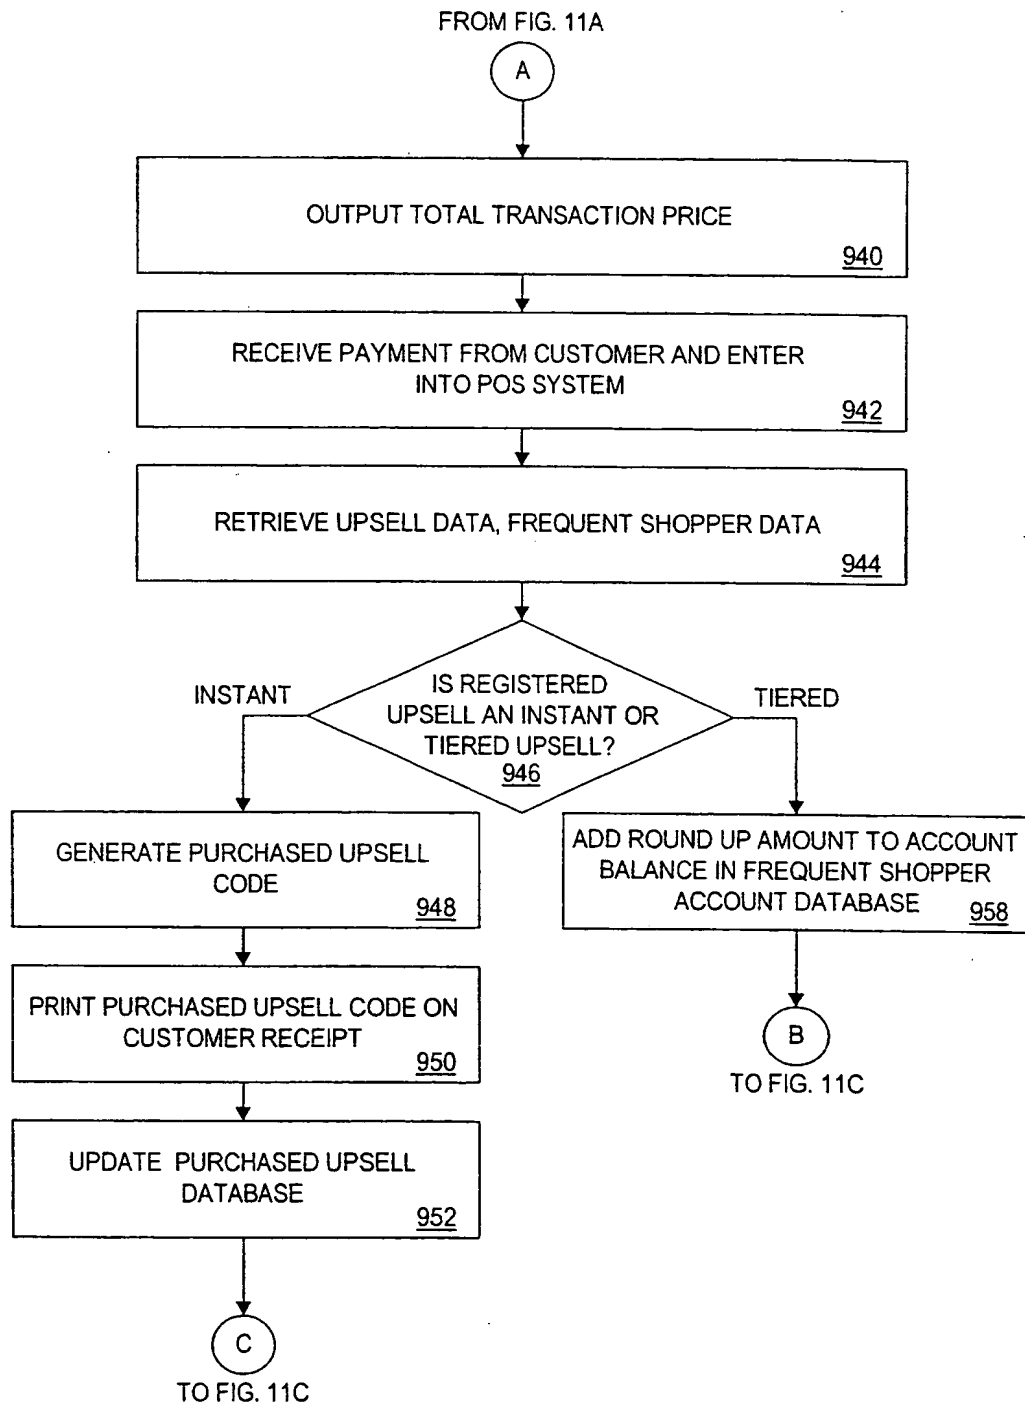 FROM FIG. 11A
A
OUTPUT TOTAL TRANSACTION PRICE
940
RECEIVE PAYMENT FROM CUSTOMER AND ENTER
INTO POS SYSTEM
942
RETRIEVE UPSELL DATA, FREQUENT SHOPPER DATA
944
IS REGISTERED
UPSELL AN INSTANT OR
TIERED UPSELL?
946
INSTANT
TIERED
GENERATE PURCHASED UPSELL
CODE
948
PRINT PURCHASED UPSELL CODE ON
CUSTOMER RECEIPT
950
UPDATE PURCHASED UPSELL
DATABASE
952
C
TO FIG. 11C
ADD ROUND UP AMOUNT TO ACCOUNT
BALANCE IN FREQUENT SHOPPER
ACCOUNT DATABASE
958
B
TO FIG. 11C